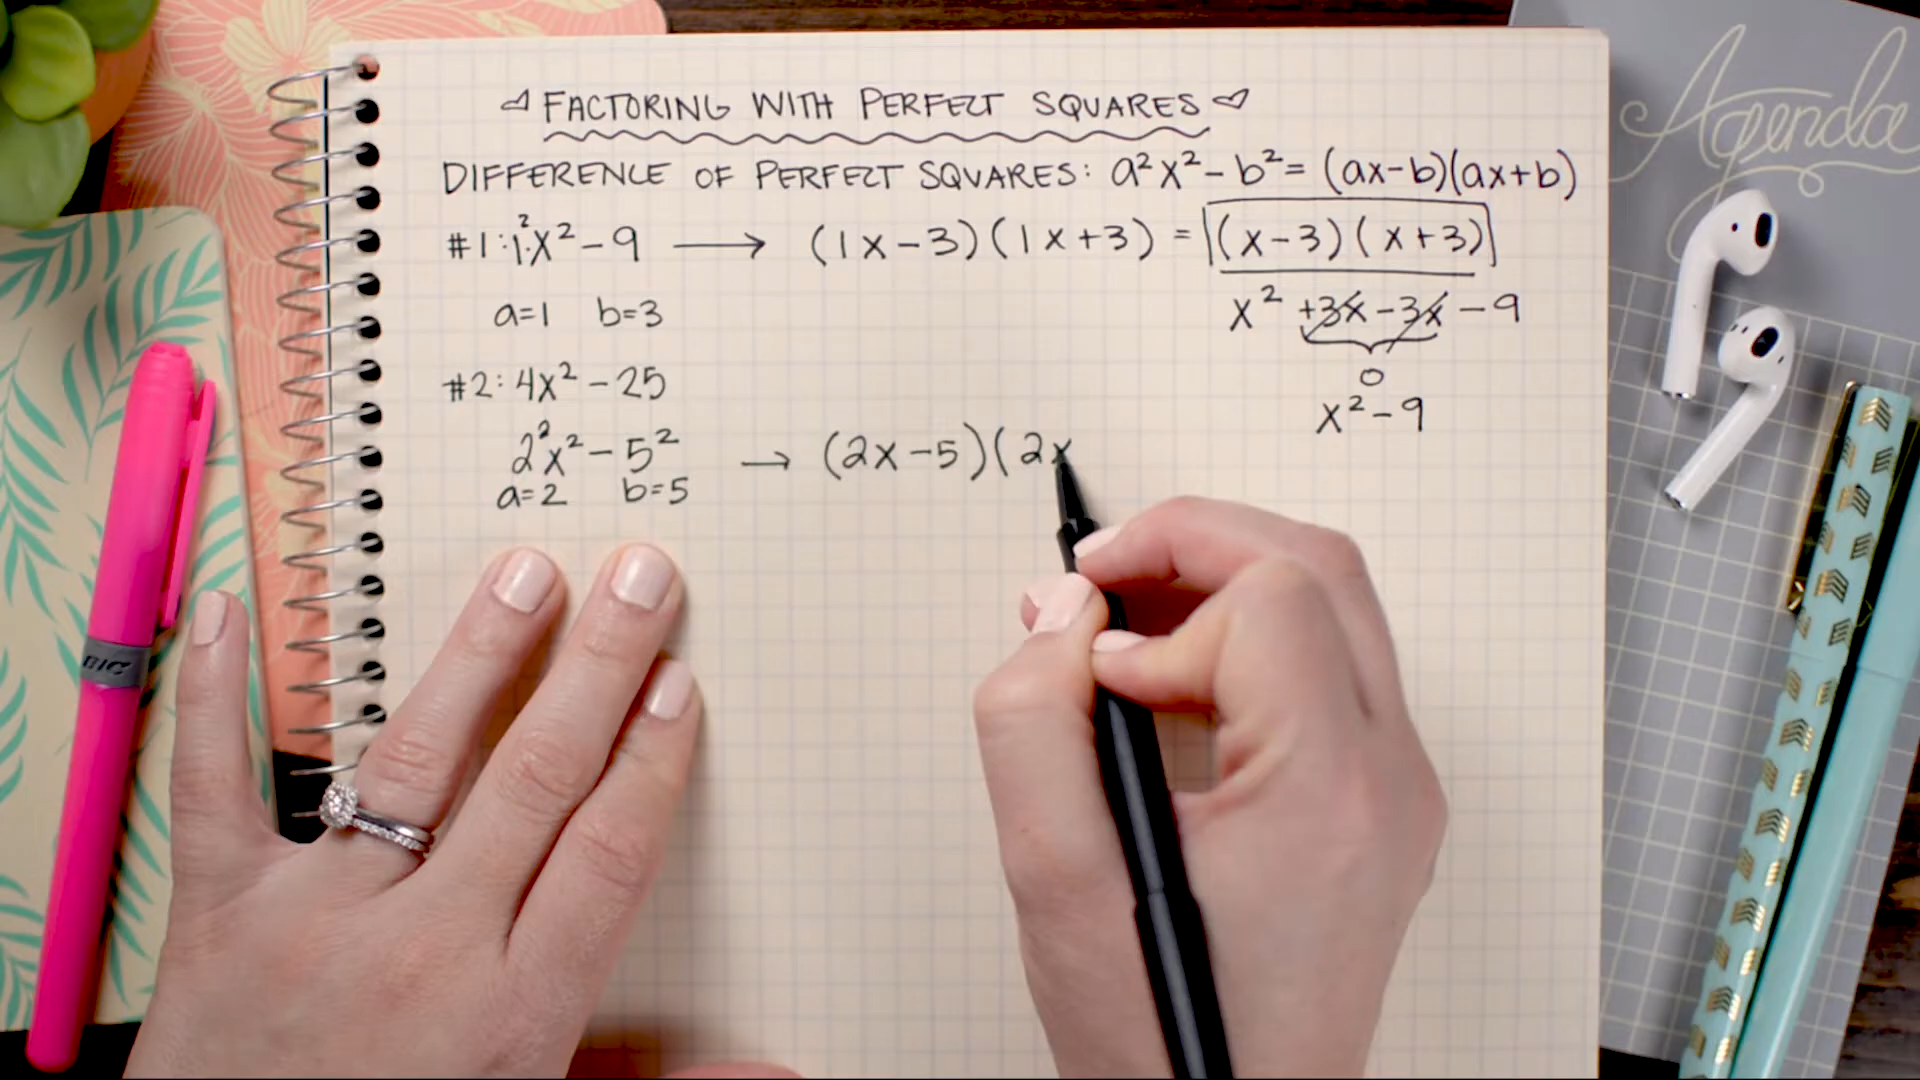 FACTORING WITH PERFECT SQUARES
DIFFERENCE OF PERFECT SQUARES: a²x² - b² = (ax-b)(ax+b)
#1: 1²·x² - 9 → (1x-3)(1x+3) = (x-3)(x+3)
a=1 b=3
x² +3x -3x -9
0
x² - 9
#2: 4x² - 25
2²x² - 5² → (2x-5)(2x
a=2 b=5
Agenda
BIC